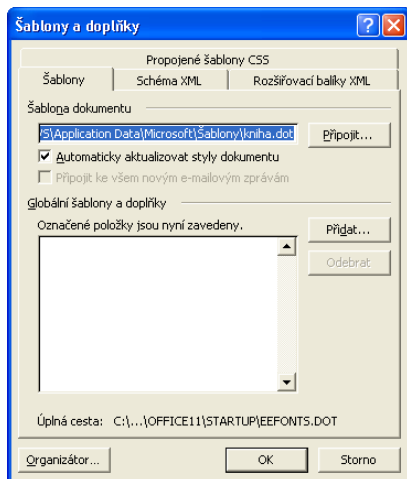 Šablony a doplňky
Propojené šablony CSS
Šablony
Schéma XML
Rozšiřovací balíky XML
Šablona dokumentu
/S\Application Data\Microsoft\Šablony\kniha.dot
Připojit...
Automaticky aktualizovat styly dokumentu
Připojit ke všem novým e-mailovým zprávám
Globální šablony a doplňky
Označené položky jsou nyní zavedeny.
Přidat...
Odebrat
Úplná cesta: C:\...\OFFICE11\STARTUP\EEFONTS.DOT
Organizátor...
OK
Storno